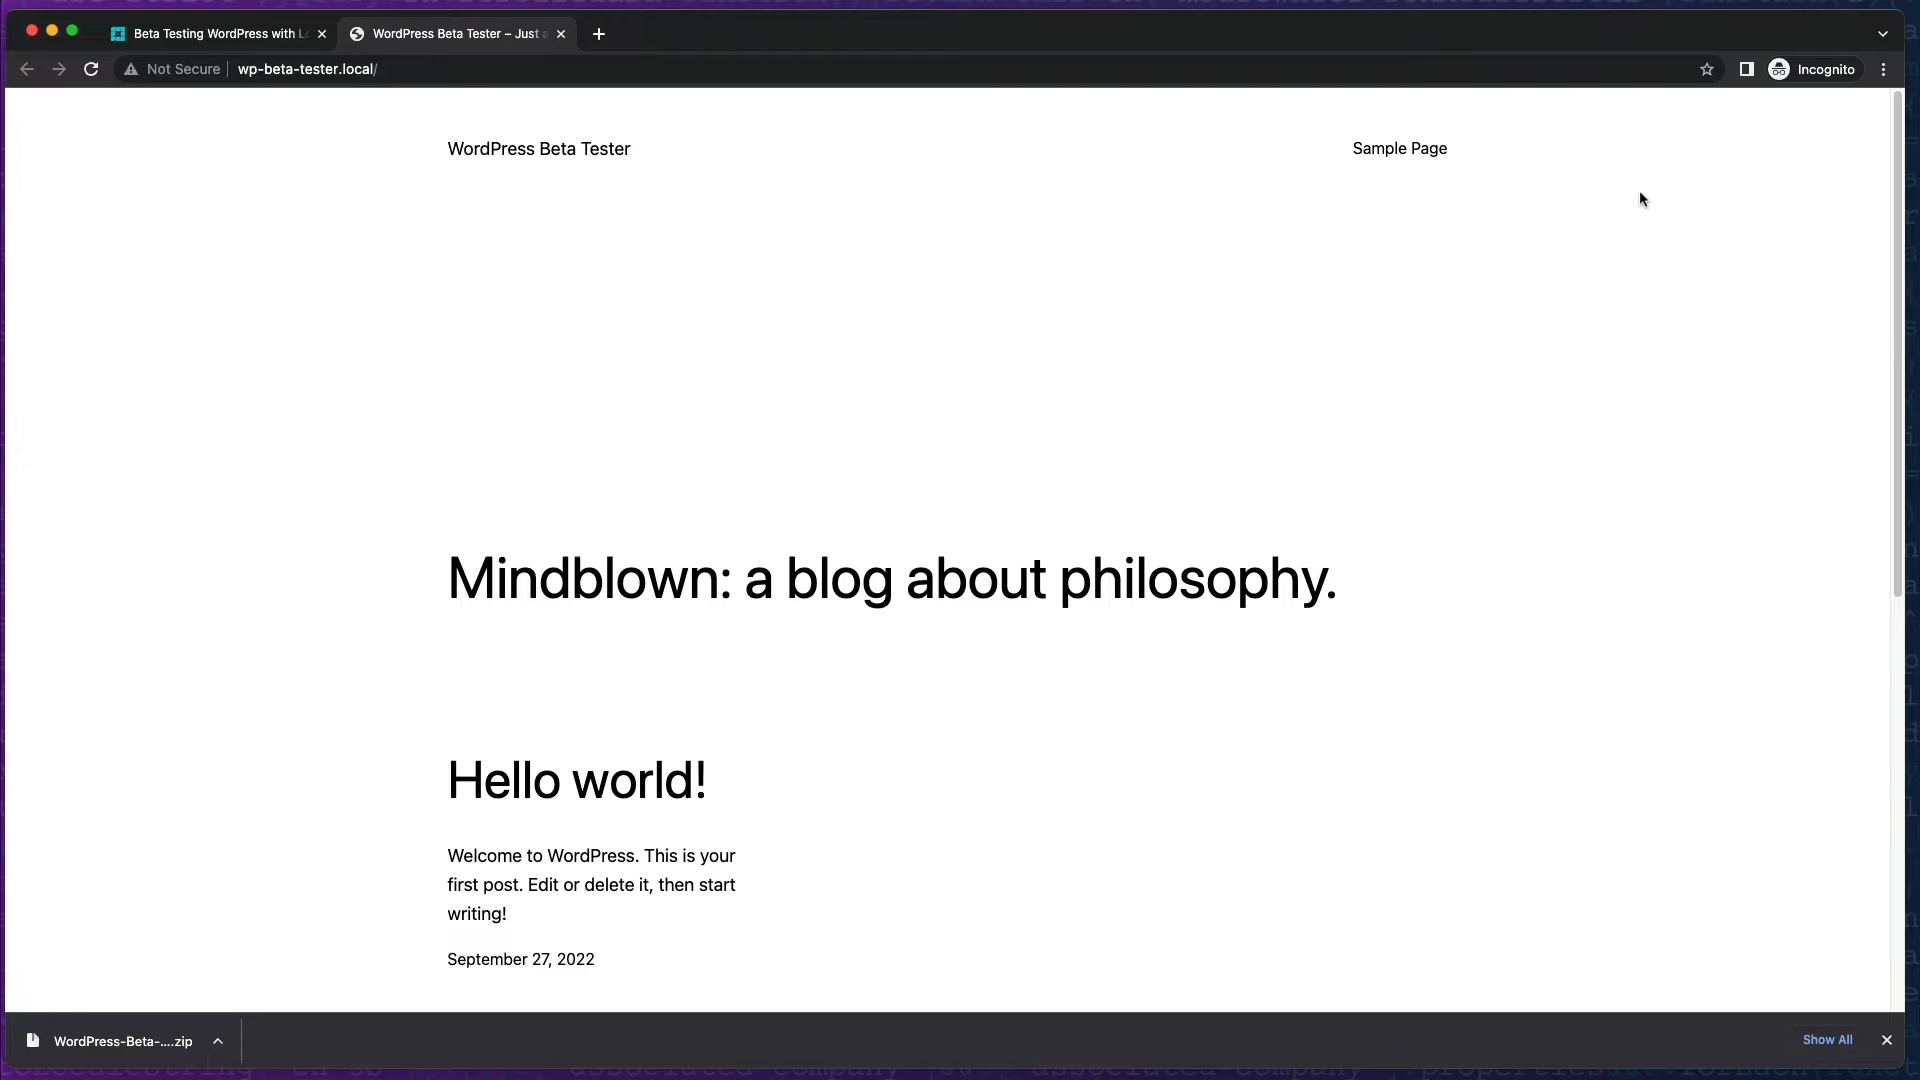 Beta Testing WordPress with L
WordPress Beta Tester – Just
Not Secure
wp-beta-tester.local/
Incognito
WordPress Beta Tester
Sample Page
Mindblown: a blog about philosophy.
Hello world!
Welcome to WordPress. This is your
first post. Edit or delete it, then start
writing!
September 27, 2022
WordPress-Beta-....zip
Show All